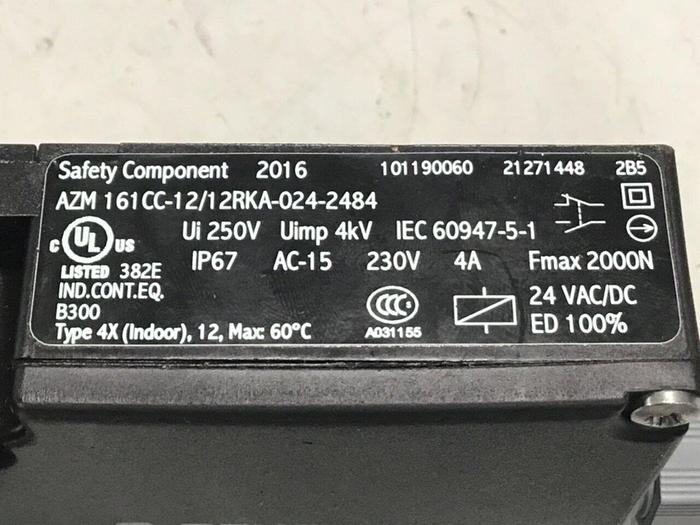 Safety Component 2016 101190060 21271448 2B5
AZM 161CC-12/12RKA-024-2484
C UL US Ui 250V Uimp 4kV IEC 60947-5-1
LISTED 382E IP67 AC-15 230V 4A Fmax 2000N
IND.CONT.EQ. CCC 24 VAC/DC
B300 A031155 ED 100%
Type 4X (Indoor), 12, Max: 60°C